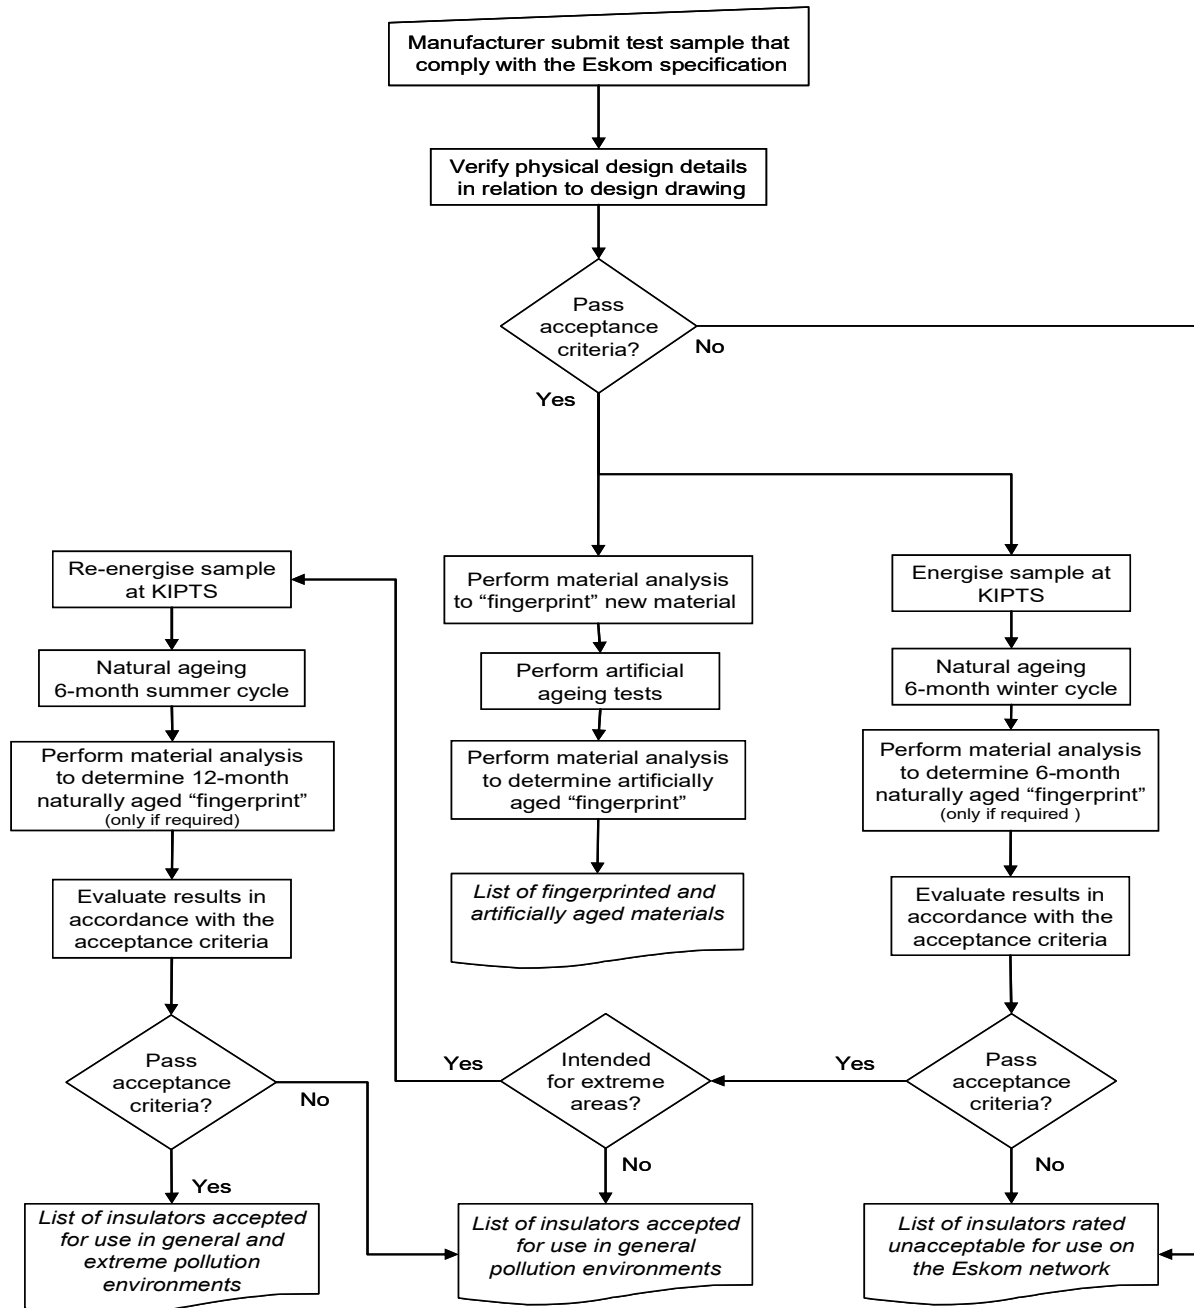 Manufacturer submit test sample that
comply with the Eskom specification
Verify physical design details
in relation to design drawing
Pass
acceptance
criteria?
No
Yes
Re-energise sample
at KIPTS
Natural ageing
6-month summer cycle
Perform material analysis
to determine 12-month
naturally aged “fingerprint”
(only if required)
Evaluate results in
accordance with the
acceptance criteria
Pass
acceptance
criteria?
No
Yes
List of insulators accepted
for use in general and
extreme pollution
environments
Perform material analysis
to “fingerprint” new material
Perform artificial
ageing tests
Perform material analysis
to determine artificially
aged “fingerprint”
List of fingerprinted and
artificially aged materials
Yes
Intended
for extreme
areas?
No
List of insulators accepted
for use in general
pollution environments
Energise sample at
KIPTS
Natural ageing
6-month winter cycle
Perform material analysis
to determine 6-month
naturally aged “fingerprint”
(only if required )
Evaluate results in
accordance with the
acceptance criteria
Yes
Pass
acceptance
criteria?
No
List of insulators rated
unacceptable for use on
the Eskom network